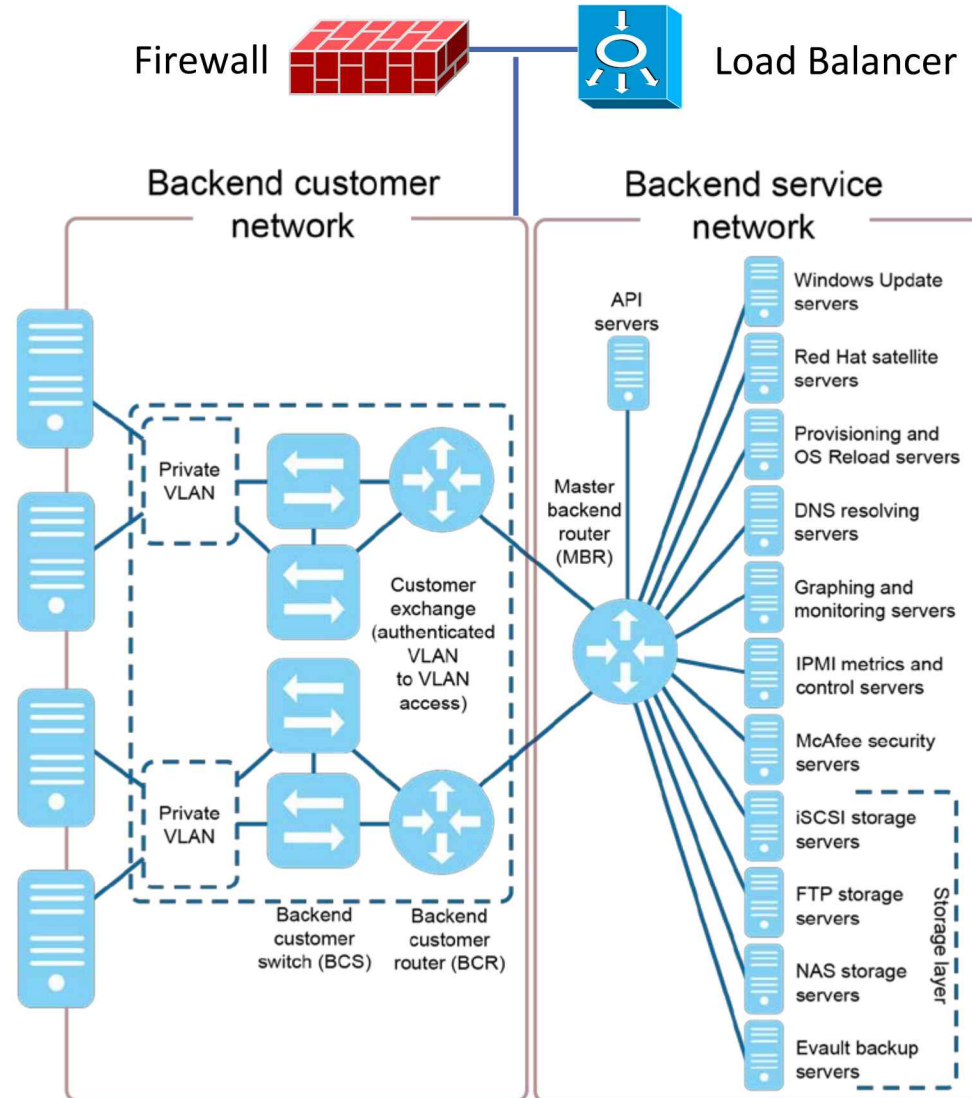 Firewall
Load Balancer
Backend customer
network
Backend service
network
API
servers
Private
VLAN
Master
backend
router
(MBR)
Customer
exchange
(authenticated
VLAN
to VLAN
access)
Private
VLAN
Backend
customer
switch (BCS)
Backend
customer
router (BCR)
Windows Update
servers
Red Hat satellite
servers
Provisioning and
OS Reload servers
DNS resolving
servers
Graphing and
monitoring servers
IPMI metrics and
control servers
McAfee security
servers
iSCSI storage
servers
FTP storage
servers
NAS storage
servers
Evault backup
servers
Storage layer